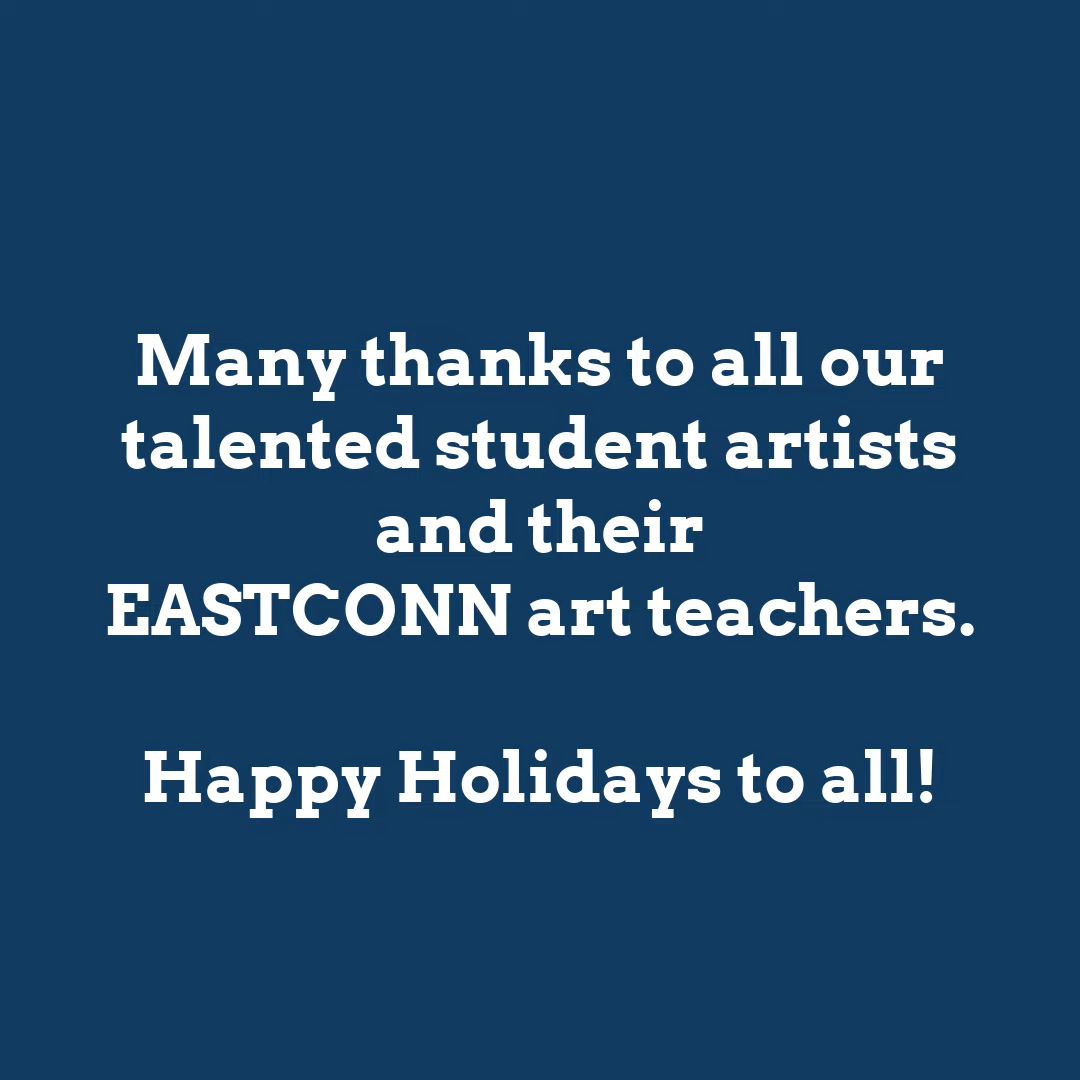 Many thanks to all our
talented student artists
and their
EASTCONN art teachers.
Happy Holidays to all!